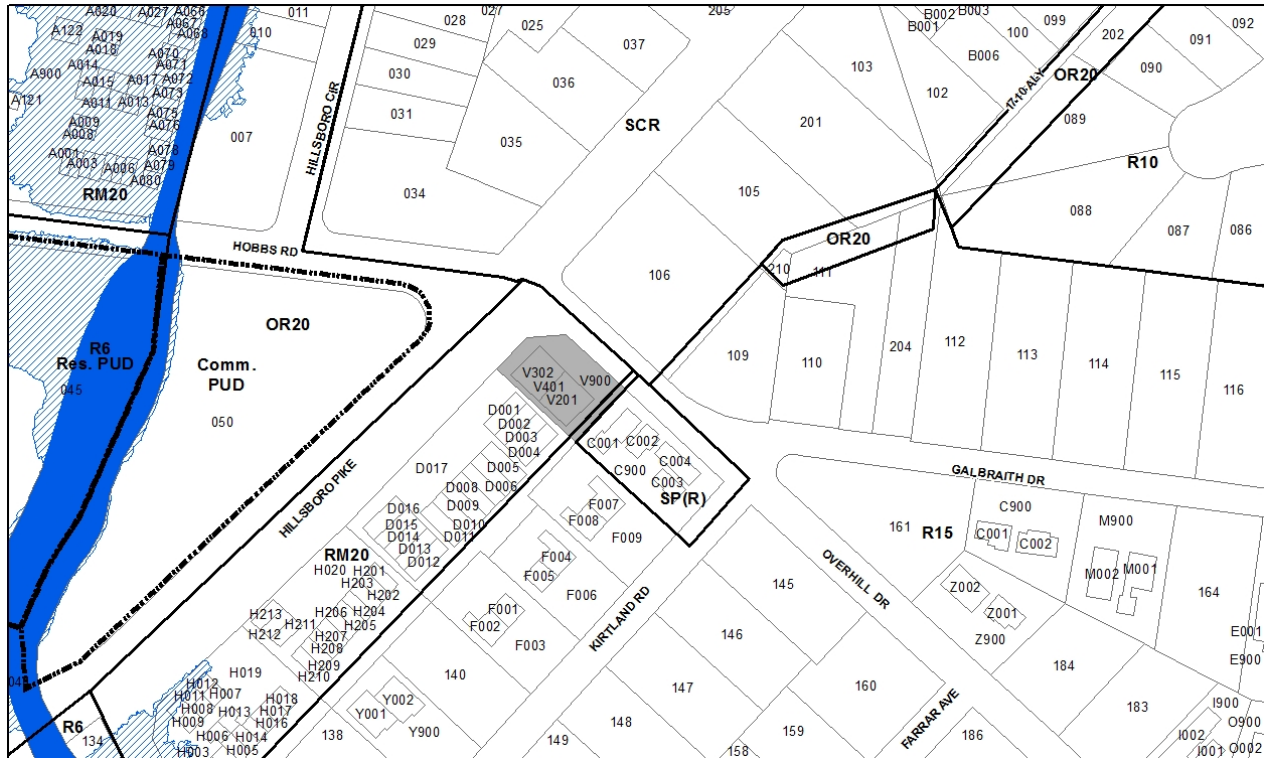 A020
A027
A066
A067
A068
011
010
027
028
025
205
B002
B003
B001
099
100
B006
092
091
202
090
A122
A019
A018
A070
A071
A014
A900
A015
A017
A072
A073
A121
A011
A013
A075
A076
A009
A008
A001
A003
A006
A078
A079
A080
RM20
007
HILLSBORO CIR
029
030
031
034
037
036
035
SCR
103
201
102
105
17-10-AL-Y
OR20
089
R10
088
087
086
HOBBS RD
106
OR20
210
111
OR20
R6
Res. PUD
045
Comm.
PUD
050
109
110
204
112
113
114
115
116
V302
V401
V201
V900
D001
D002
D003
D004
D005
D006
D017
D008
D009
D010
D011
D016
D015
D014
D013
D012
C001
C002
C004
C900
C003
SP(R)
F007
F008
F009
F004
F005
F006
F001
F002
F003
HILLSBORO PIKE
RM20
H020
H201
H203
H202
H204
H206
H205
H213
H212
H211
H207
H208
H209
H210
H019
H012
H011
H007
H008
H009
H013
H018
H017
H016
H014
H006
H005
H003
R6
134
KIRTLAND RD
GALBRAITH DR
OVERHILL DR
FARRAR AVE
161
R15
C900
C001
C002
M900
M002
M001
164
Z002
Z001
Z900
E001
E900
145
146
147
148
149
140
138
Y001
Y002
Y900
158
159
160
184
183
186
I900
I002
I001
O900
O002